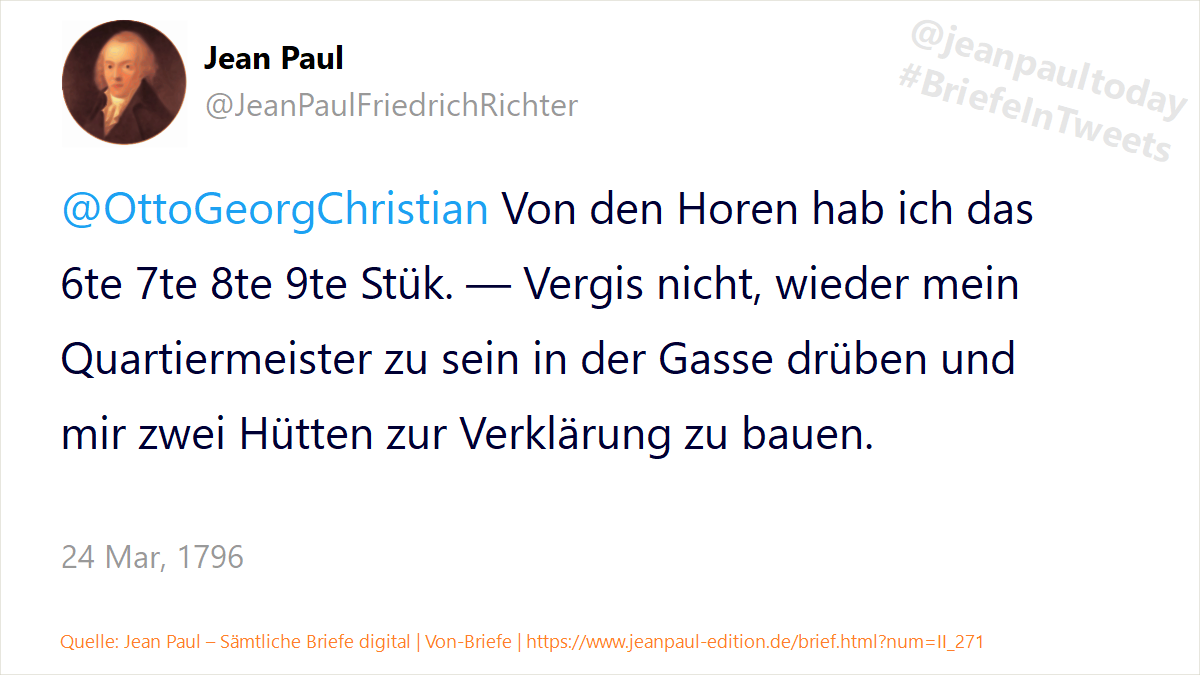 Jean Paul
@JeanPaulFriedrichRichter
@jeanpaultoday
#BriefeInTweets
@OttoGeorgChristian Von den Horen hab ich das
6te 7te 8te 9te Stük. — Vergis nicht, wieder mein
Quartiermeister zu sein in der Gasse drüben und
mir zwei Hütten zur Verklärung zu bauen.
24 Mar, 1796
Quelle: Jean Paul – Sämtliche Briefe digital | Von-Briefe | https://www.jeanpaul-edition.de/brief.html?num=II_271